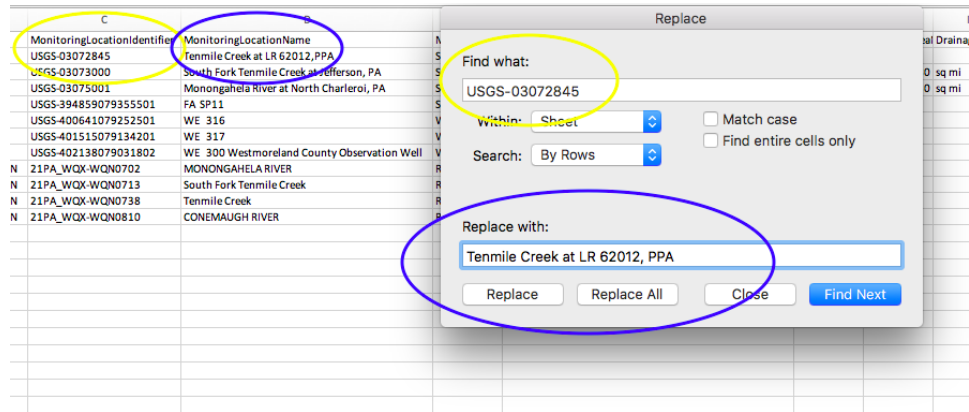 C
Replace
MonitoringLocationIdentifier MonitoringLocationName
USGS-03072845 Tenmile Creek at LR 62012, PPA
USGS-03073000 South Fork Tenmile Creek at Jefferson, PA
0 sq mi
USGS-03075001 Monongahela River at North Charleroi, PA
0 sq mi
USGS-394859079355501 FA SP11
USGS-400641079252501 WE 316
USGS-401515079134201 WE 317
USGS-402138079031802 WE 300 Westmoreland County Observation Well
N 21PA_WQX-WQN0702 MONONGAHELA RIVER
N 21PA_WQX-WQN0713 South Fork Tenmile Creek
N 21PA_WQX-WQN0738 Tenmile Creek
N 21PA_WQX-WQN0810 CONEMAUGH RIVER
Find what:
USGS-03072845
Within: Sheet
Match case
Search: By Rows
Find entire cells only
Replace with:
Tenmile Creek at LR 62012, PPA
Replace Replace All Close Find Next